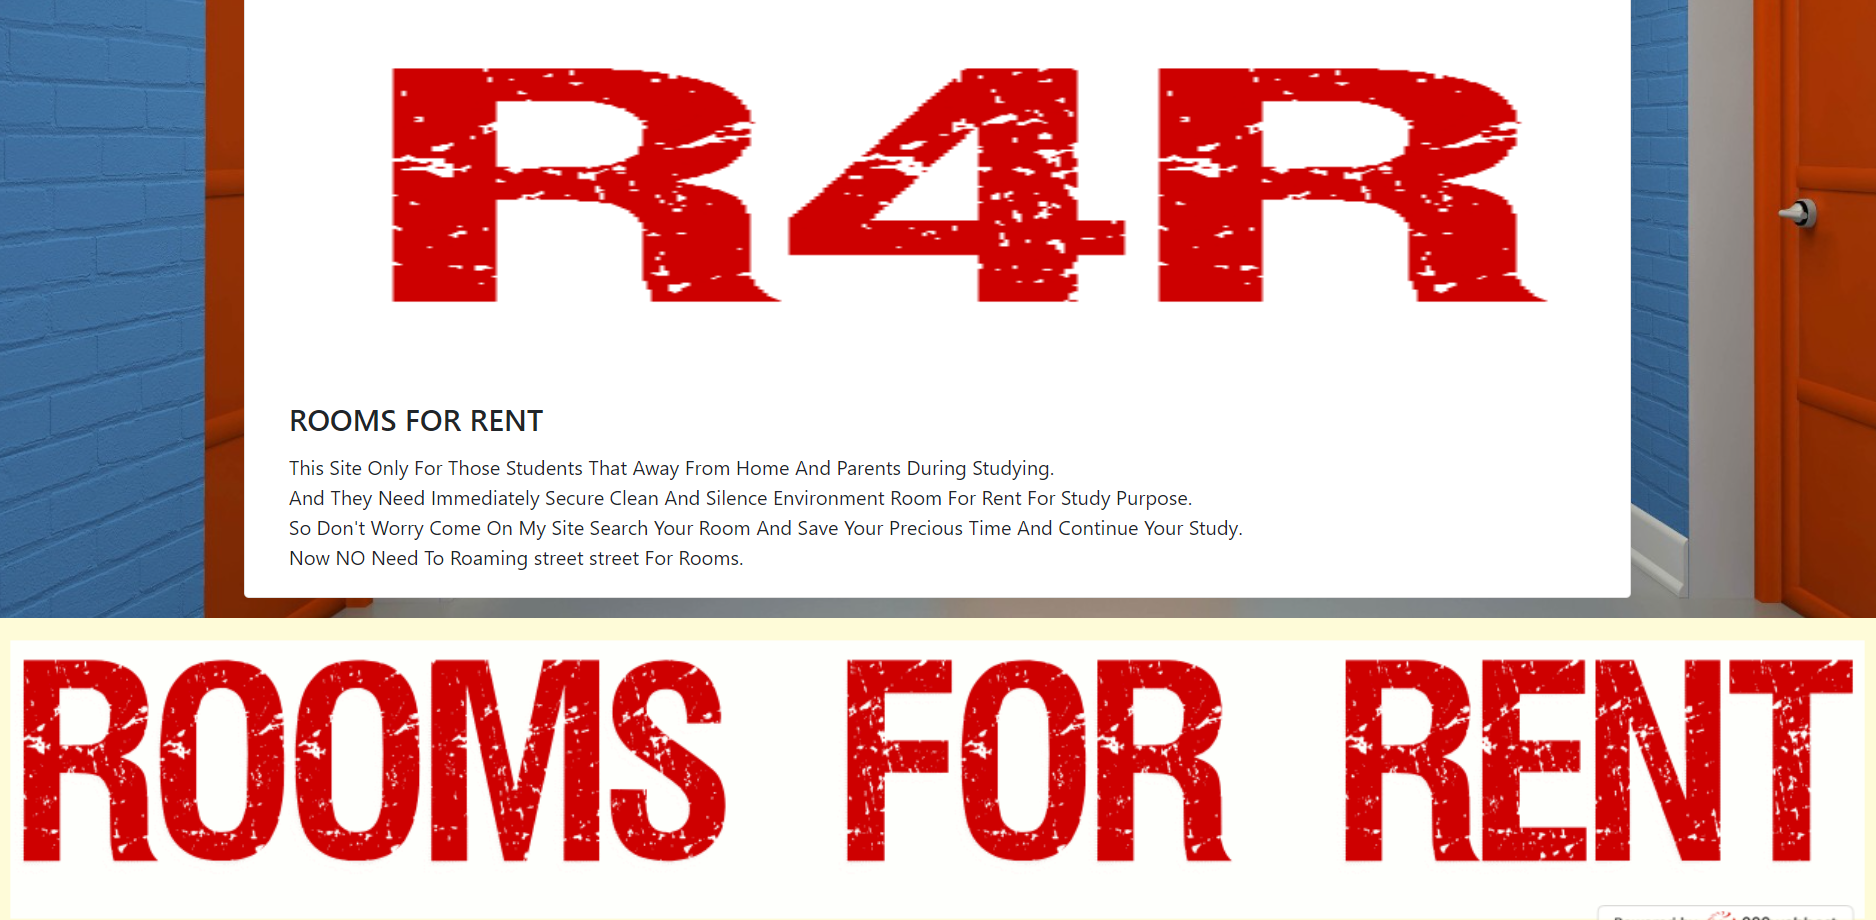 R4R
ROOMS FOR RENT
This Site Only For Those Students That Away From Home And Parents During Studying.
And They Need Immediately Secure Clean And Silence Environment Room For Rent For Study Purpose.
So Don't Worry Come On My Site Search Your Room And Save Your Precious Time And Continue Your Study.
Now NO Need To Roaming street street For Rooms.
ROOMS FOR RENT